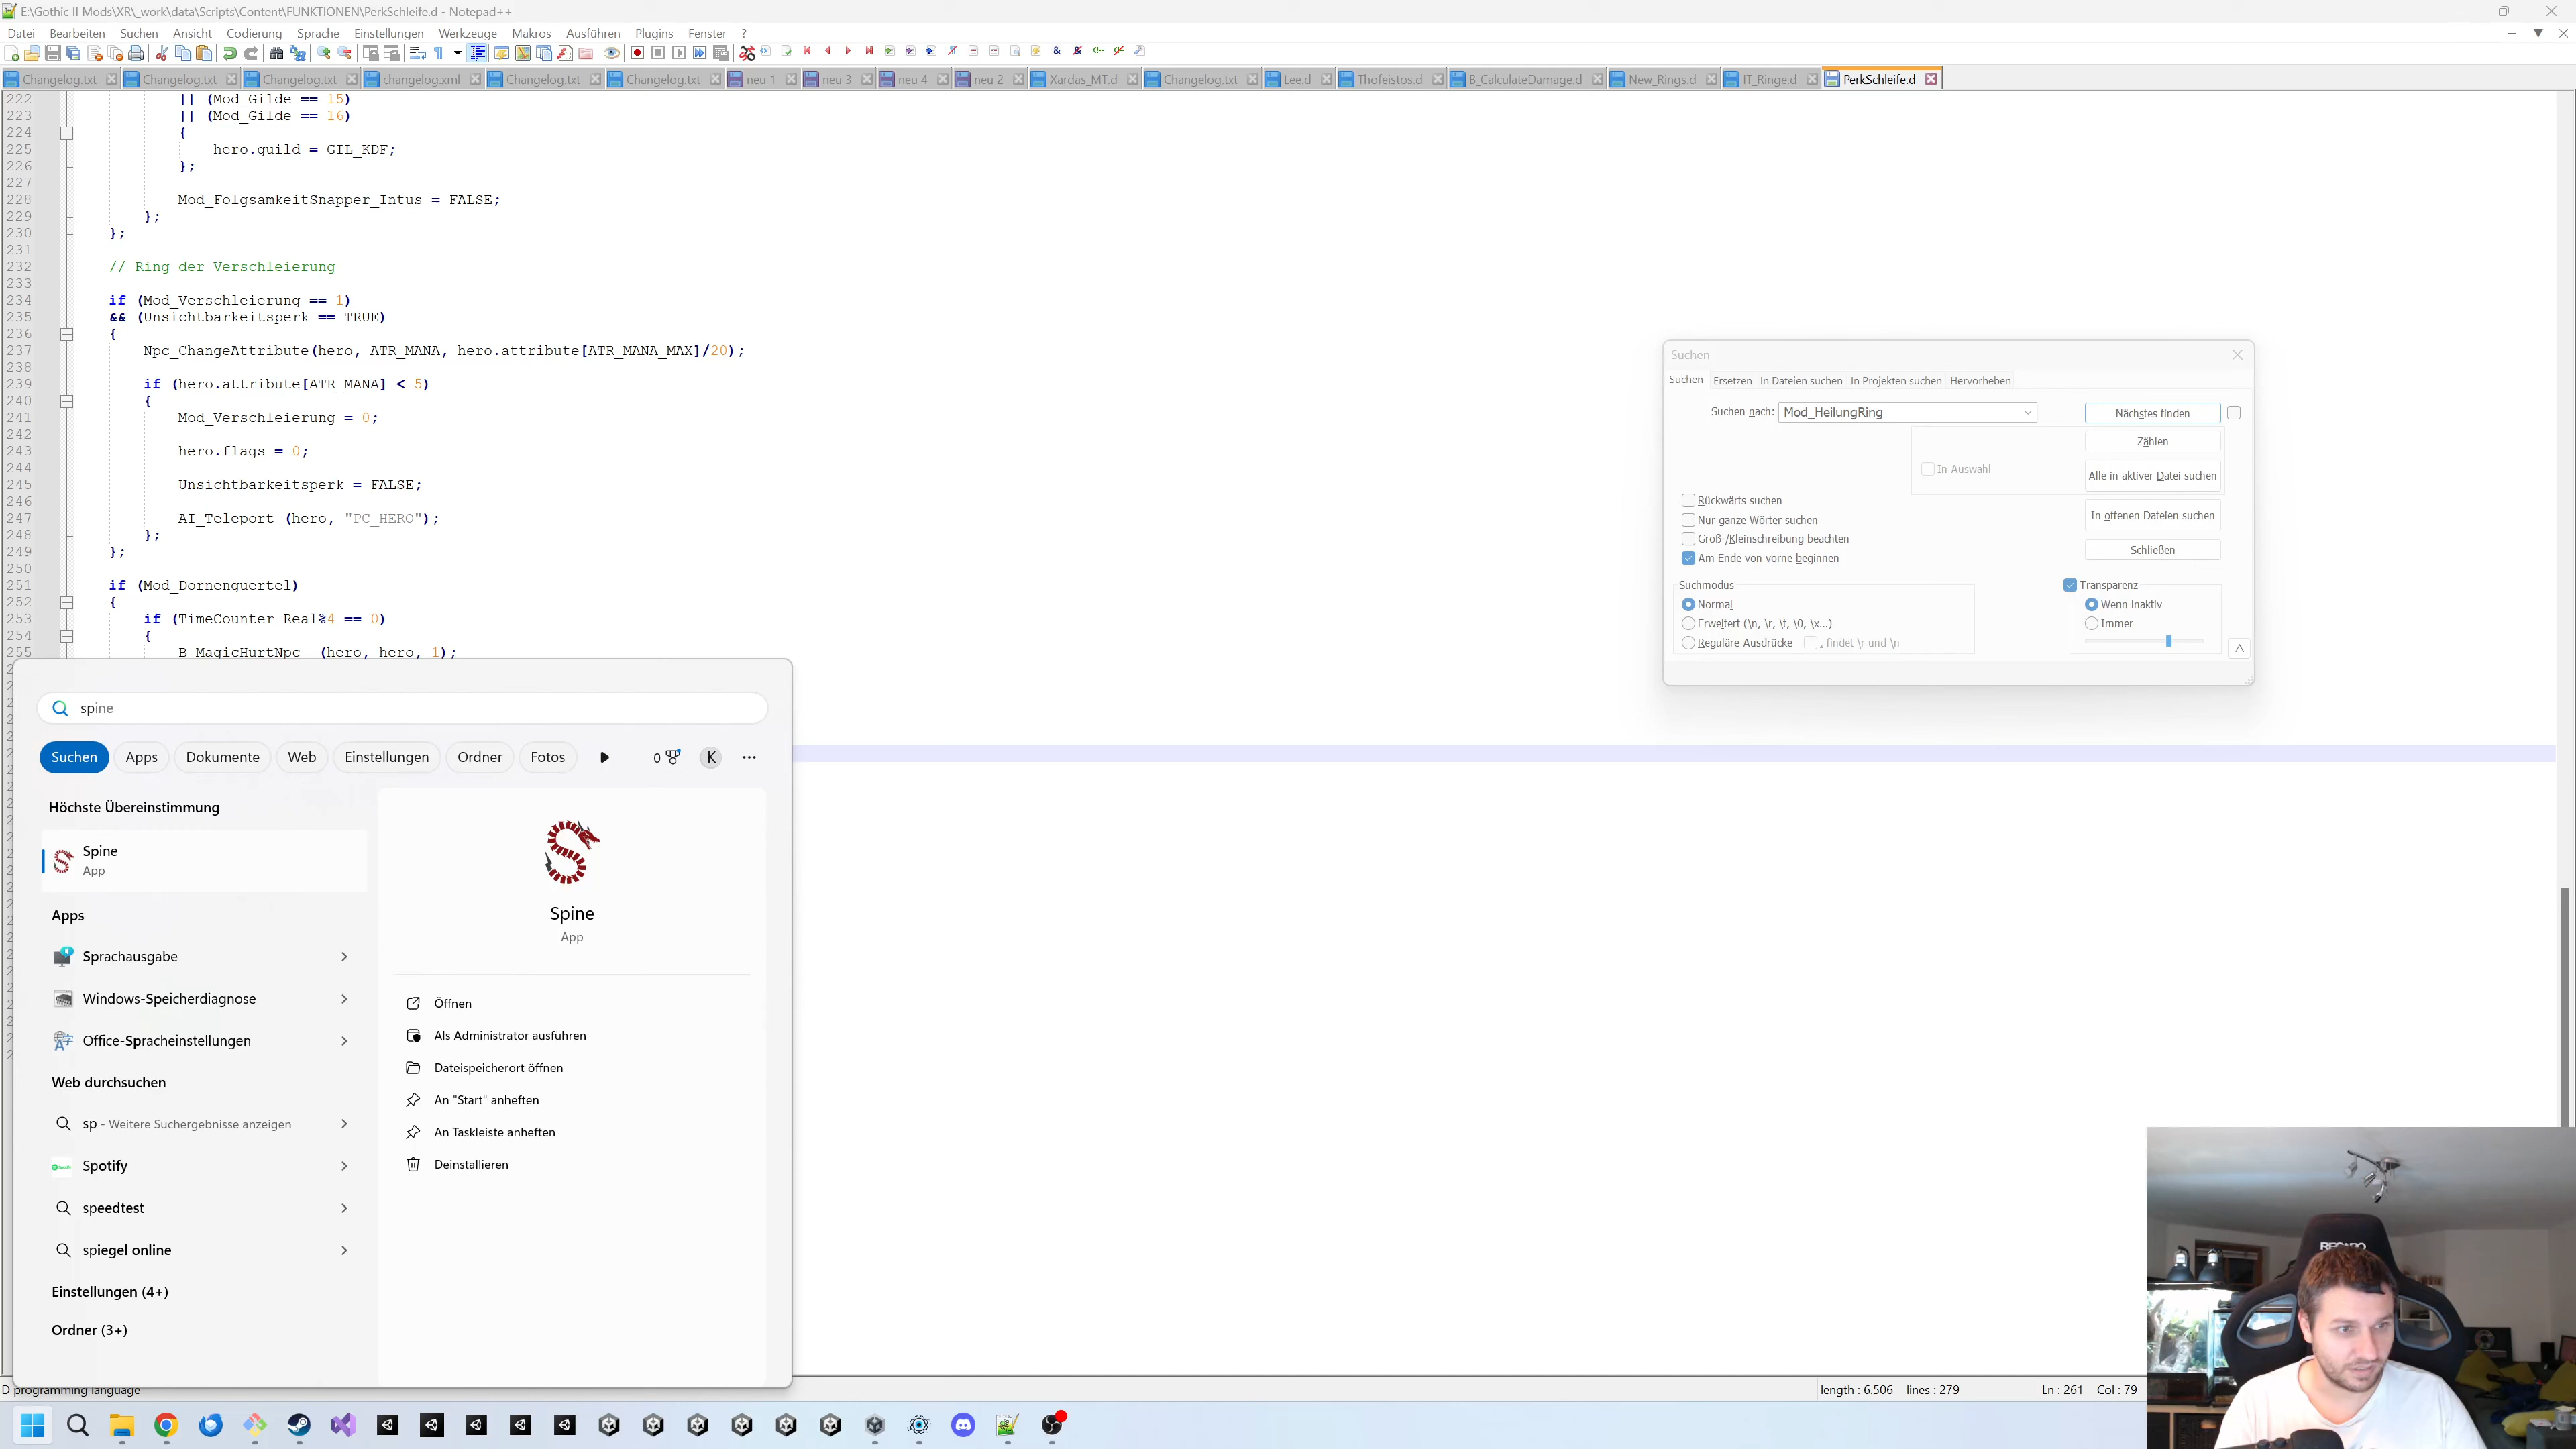 E:\Gothic II Mods\XR\_work\data\Scripts\Content\FUNKTIONEN\PerkSchleife.d - Notepad++
Datei Bearbeiten Suchen Ansicht Codierung Sprache Einstellungen Werkzeuge Makros Ausführen Plugins Fenster ?
Changelog.txt Changelog.txt Changelog.txt changelog.xml Changelog.txt Changelog.txt neu 1 neu 3 neu 4 neu 2 Xardas_MT.d Changelog.txt Lee.d Thofeistos.d B_CalculateDamage.d New_Rings.d IT_Ringe.d PerkSchleife.d
222 || (Mod_Gilde == 15)
223 || (Mod_Gilde == 16)
224 {
225 hero.guild = GIL_KDF;
226 };
227
228 Mod_FolgsamkeitSnapper_Intus = FALSE;
229 };
230 };
231
232 // Ring der Verschleierung
233
234 if (Mod_Verschleierung == 1)
235 && (Unsichtbarkeitsperk == TRUE)
236 {
237 Npc_ChangeAttribute(hero, ATR_MANA, hero.attribute[ATR_MANA_MAX]/20);
238
239 if (hero.attribute[ATR_MANA] < 5)
240 {
241 Mod_Verschleierung = 0;
242
243 hero.flags = 0;
244
245 Unsichtbarkeitsperk = FALSE;
246
247 AI_Teleport (hero, "PC_HERO");
248 };
249 };
250
251 if (Mod_Dornenguertel)
252 {
253 if (TimeCounter_Real%4 == 0)
254 {
255 B_MagicHurtNpc (hero, hero, 1);
Suchen
Suchen Ersetzen In Dateien suchen In Projekten suchen Hervorheben
Suchen nach: Mod_HeilungRing
Nächstes finden
Zählen
In Auswahl
Alle in aktiver Datei suchen
Rückwärts suchen
In offenen Dateien suchen
Nur ganze Wörter suchen
Groß-/Kleinschreibung beachten
Schließen
Am Ende von vorne beginnen
Suchmodus
Transparenz
Normal
Wenn inaktiv
Erweitert (\n, \r, \t, \0, \x...)
Immer
Reguläre Ausdrücke . findet \r und \n
spine
Suchen Apps Dokumente Web Einstellungen Ordner Fotos 0 K
Höchste Übereinstimmung
Spine
App
Apps
Sprachausgabe
Windows-Speicherdiagnose
Office-Spracheinstellungen
Web durchsuchen
sp - Weitere Suchergebnisse anzeigen
Spotify
speedtest
spiegel online
Einstellungen (4+)
Ordner (3+)
Spine
App
Öffnen
Als Administrator ausführen
Dateispeicherort öffnen
An "Start" anheften
An Taskleiste anheften
Deinstallieren
D programming language
length : 6.506 lines : 279
Ln : 261 Col : 79
RECARO